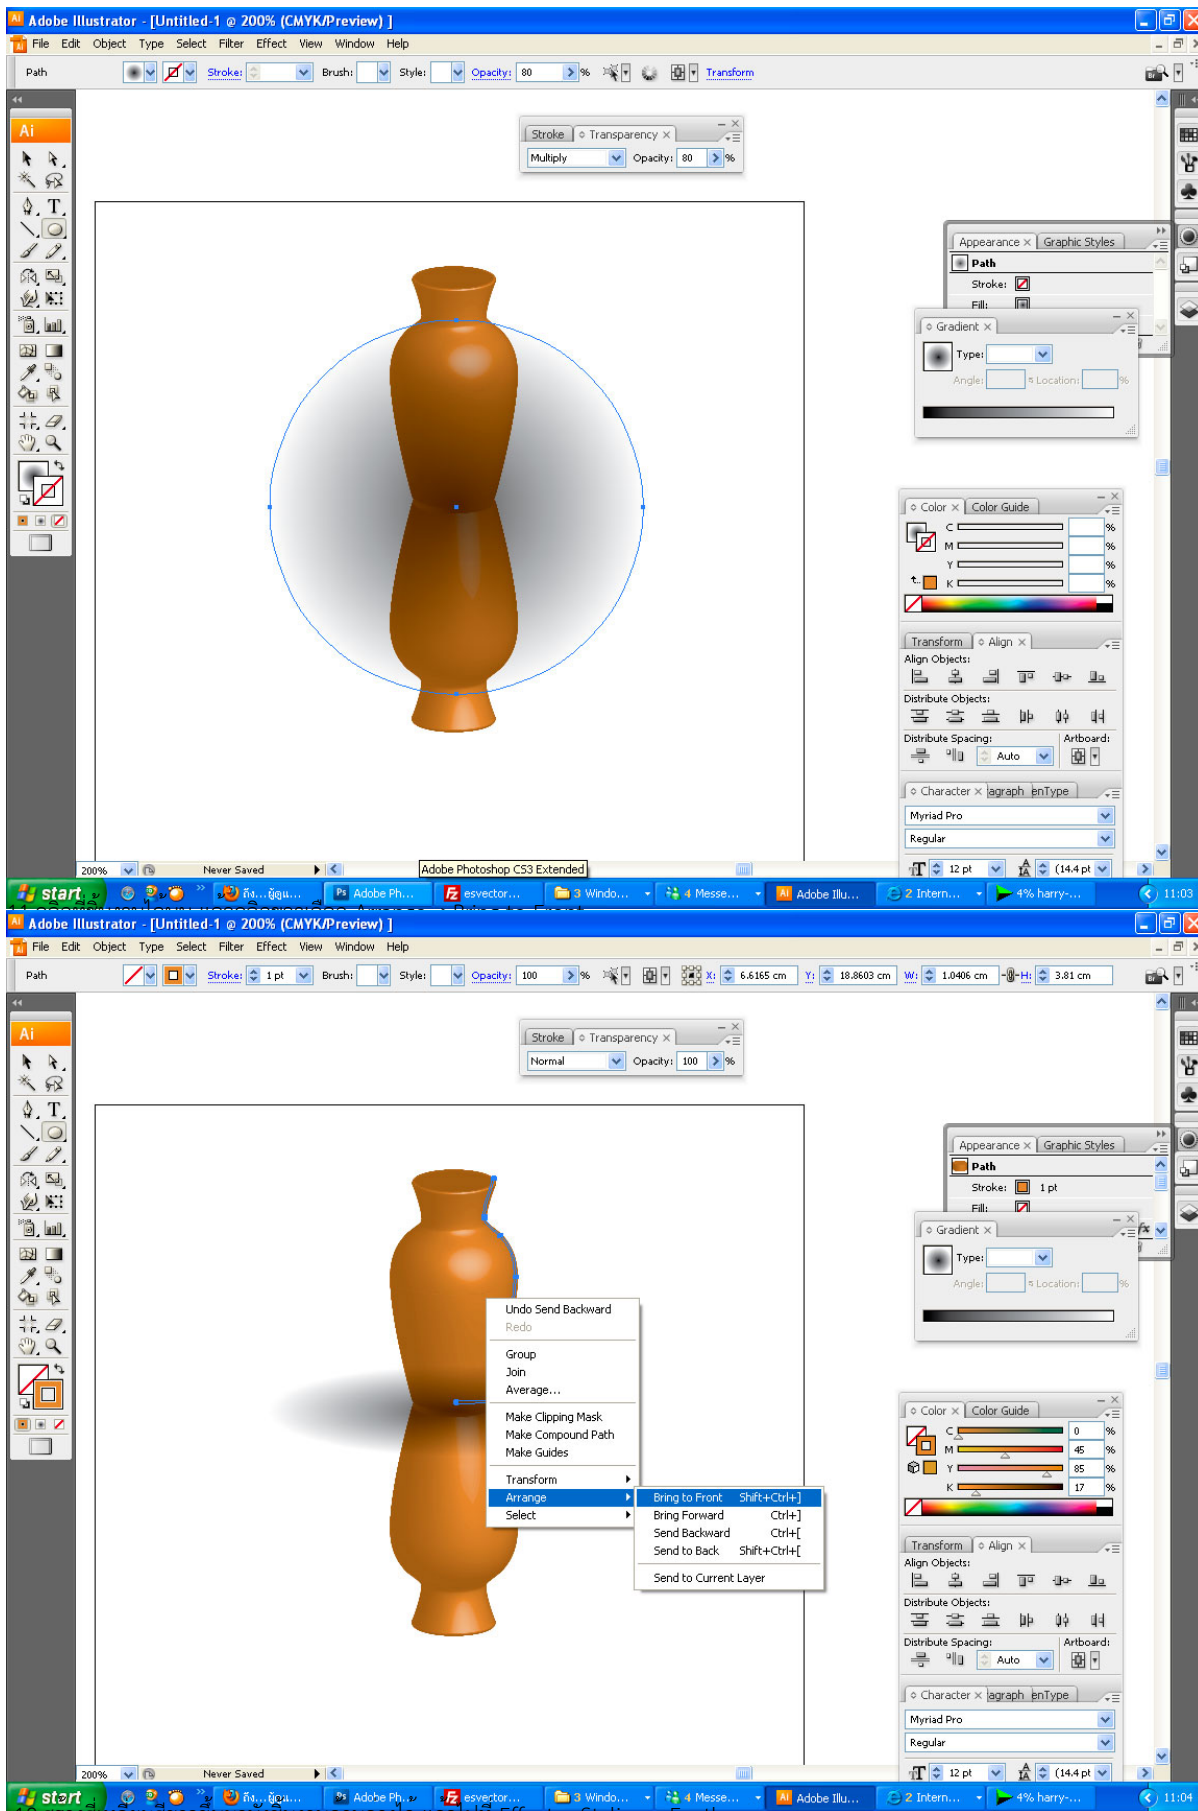 Adobe Illustrator - [Untitled-1 @ 200% (CMYK/Preview) ]
File Edit Object Type Select Filter Effect View Window Help
Path Stroke: Brush: Style: Opacity: 80 % Transform
Ai
Stroke Transparency
Multiply Opacity: 80 %
Appearance Graphic Styles
Path
Stroke:
Fill:
Gradient
Type:
Angle: Location: %
Color Color Guide
C %
M %
Y %
K %
Transform Align
Align Objects:
Distribute Objects:
Distribute Spacing: Artboard:
Auto
Character agraph enType
Myriad Pro
Regular
12 pt (14.4 pt
200% Never Saved Adobe Photoshop CS3 Extended
start Adobe Ph... esvector... 3 Windo... 4 Messe... Adobe Illu... 2 Intern... 4% harry-... 11:03
Adobe Illustrator - [Untitled-1 @ 200% (CMYK/Preview) ]
File Edit Object Type Select Filter Effect View Window Help
Path Stroke: 1 pt Brush: Style: Opacity: 100 % X: 6.6165 cm Y: 18.8603 cm W: 1.0406 cm H: 3.81 cm
Ai
Stroke Transparency
Normal Opacity: 100 %
Appearance Graphic Styles
Path
Stroke: 1 pt
Fill:
Gradient
fx
Type:
Angle: Location: %
Undo Send Backward
Redo
Group
Join
Average...
Make Clipping Mask
Make Compound Path
Make Guides
Transform
Arrange
Select
Bring to Front Shift+Ctrl+]
Bring Forward Ctrl+]
Send Backward Ctrl+[
Send to Back Shift+Ctrl+[
Send to Current Layer
Color Color Guide
C 0 %
M 45 %
Y 85 %
K 17 %
Transform Align
Align Objects:
Distribute Objects:
Distribute Spacing: Artboard:
Auto
Character agraph enType
Myriad Pro
Regular
12 pt (14.4 pt
200% Never Saved
start Adobe Ph... esvector... 3 Windo... 4 Messe... Adobe Illu... 2 Intern... 4% harry-... 11:04